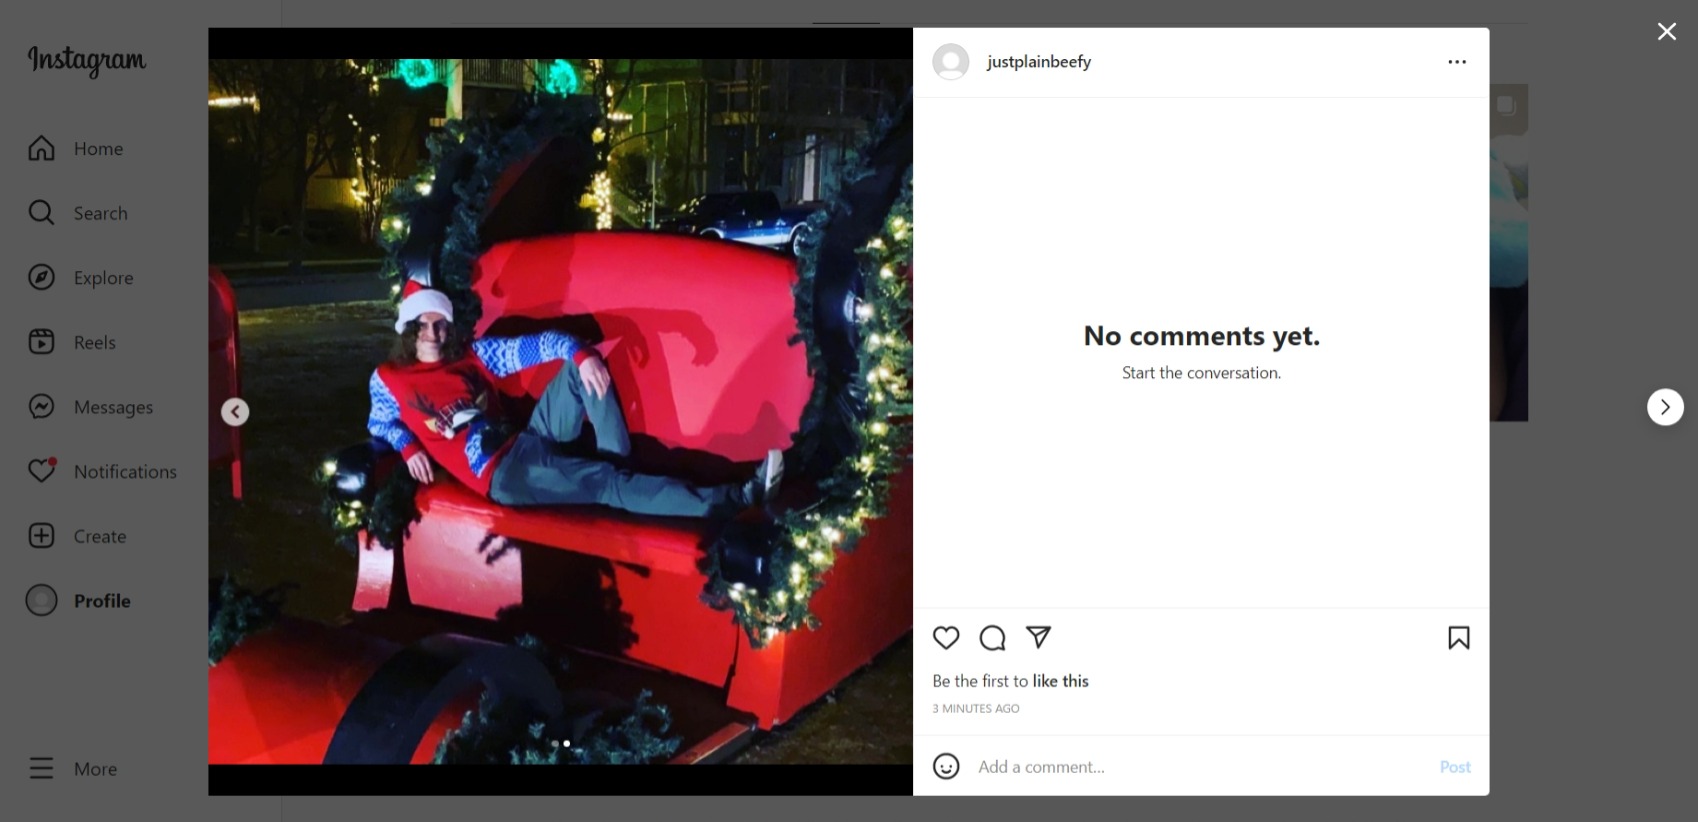 Instagram
Home
Search
Explore
Reels
Messages
Notifications
Create
Profile
More
justplainbeefy
No comments yet.
Start the conversation.
Be the first to like this
3 MINUTES AGO
Add a comment...
Post